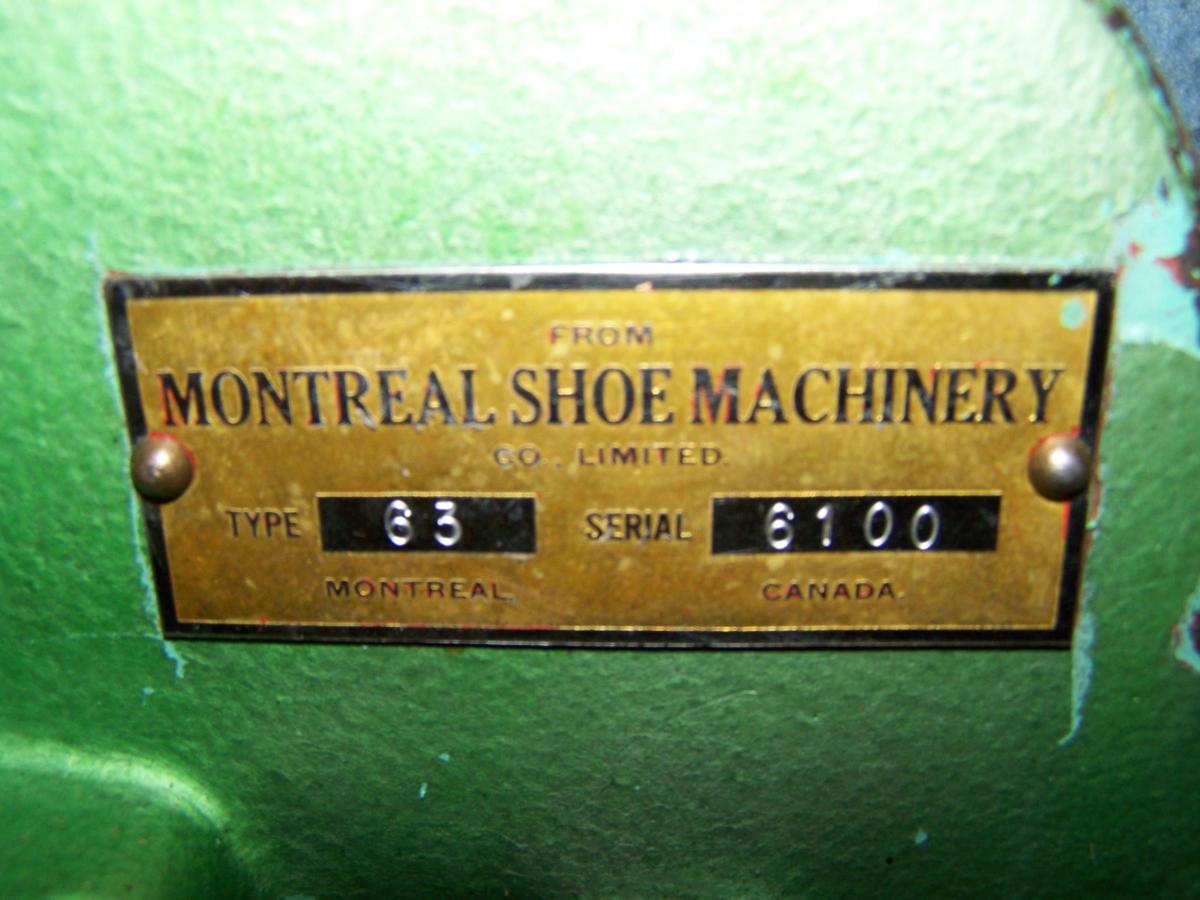 FROM
MONTREAL SHOE MACHINERY
CO., LIMITED.
TYPE 63 SERIAL 6100
MONTREAL, CANADA.